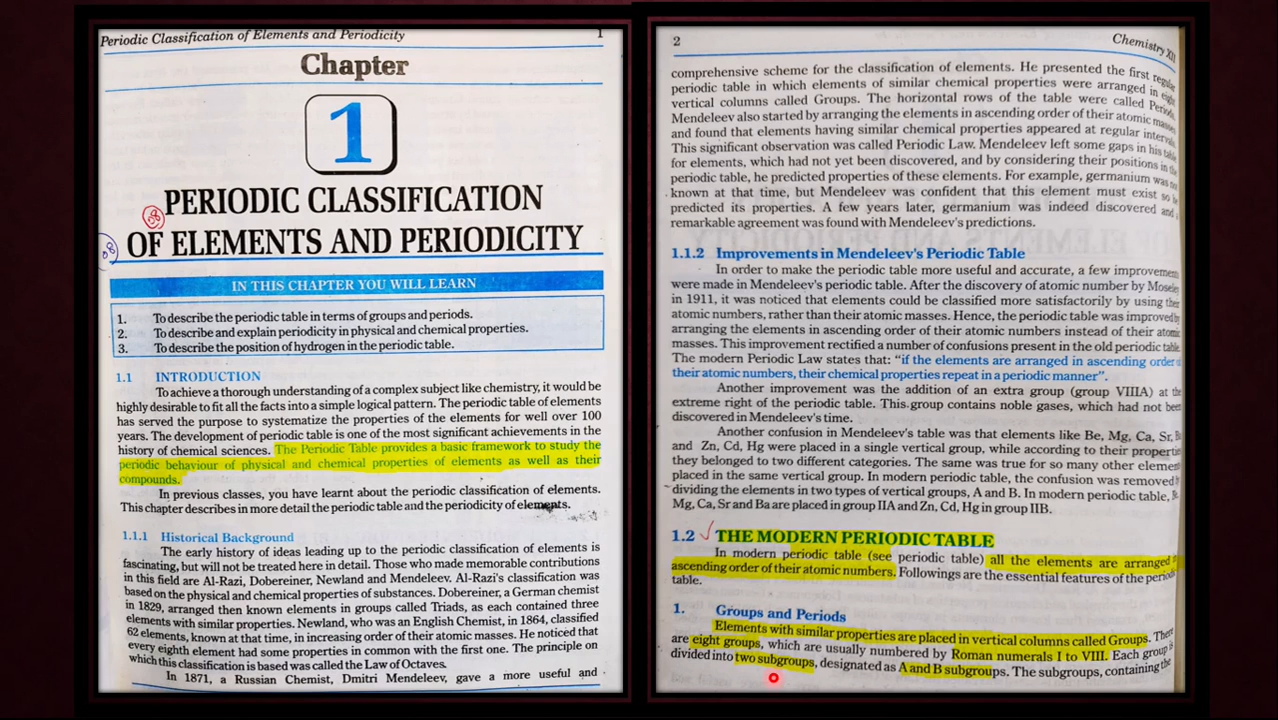 Periodic Classification of Elements and Periodicity 1
Chapter
1
PERIODIC CLASSIFICATION
OF ELEMENTS AND PERIODICITY
IN THIS CHAPTER YOU WILL LEARN
1. To describe the periodic table in terms of groups and periods.
2. To describe and explain periodicity in physical and chemical properties.
3. To describe the position of hydrogen in the periodic table.
1.1 INTRODUCTION
To achieve a thorough understanding of a complex subject like chemistry, it would be
highly desirable to fit all the facts into a simple logical pattern. The periodic table of elements
has served the purpose to systematize the properties of the elements for well over 100
years. The development of periodic table is one of the most significant achievements in the
history of chemical sciences. The Periodic Table provides a basic framework to study the
periodic behaviour of physical and chemical properties of elements as well as their
compounds.
In previous classes, you have learnt about the periodic classification of elements.
This chapter describes in more detail the periodic table and the periodicity of elements.
1.1.1 Historical Background
The early history of ideas leading up to the periodic classification of elements is
fascinating, but will not be treated here in detail. Those who made memorable contributions
in this field are Al-Razi, Dobereiner, Newland and Mendeleev. Al-Razi's classification was
based on the physical and chemical properties of substances. Dobereiner, a German chemist
in 1829, arranged then known elements in groups called Triads, as each contained three
elements with similar properties. Newland, who was an English Chemist, in 1864, classified
62 elements, known at that time, in increasing order of their atomic masses. He noticed that
every eighth element had some properties in common with the first one. The principle on
which this classification is based was called the Law of Octaves.
In 1871, a Russian Chemist, Dmitri Mendeleev, gave a more useful and
2 Chemistry XII
comprehensive scheme for the classification of elements. He presented the first regular
periodic table in which elements of similar chemical properties were arranged in eight
vertical columns called Groups. The horizontal rows of the table were called
Mendeleev also started by arranging the elements in ascending order of their atomic masses
and found that elements having similar chemical properties appeared at regular
This significant observation was called Periodic Law. Mendeleev left some gaps in his table
for elements, which had not yet been discovered, and by considering their positions in the
periodic table, he predicted properties of these elements. For example, germanium was
known at that time, but Mendeleev was confident that this element must exist so he
predicted its properties. A few years later, germanium was indeed discovered and
remarkable agreement was found with Mendeleev's predictions.
1.1.2 Improvements in Mendeleev's Periodic Table
In order to make the periodic table more useful and accurate, a few
were made in Mendeleev's periodic table. After the discovery of atomic number by
in 1911, it was noticed that elements could be classified more satisfactorily by using their
atomic numbers, rather than their atomic masses. Hence, the periodic table was improved by
arranging the elements in ascending order of their atomic numbers instead of their atomic
masses. This improvement rectified a number of confusions present in the old periodic table.
The modern Periodic Law states that: "if the elements are arranged in ascending order
their atomic numbers, their chemical properties repeat in a periodic manner".
Another improvement was the addition of an extra group (group VIIIA) at the
extreme right of the periodic table. This group contains noble gases, which had not been
discovered in Mendeleev's time.
Another confusion in Mendeleev's table was that elements like Be, Mg, Ca, Sr,
and Zn, Cd, Hg were placed in a single vertical group, while according to their
they belonged to two different categories. The same was true for so many other
placed in the same vertical group. In modern periodic table, the confusion was removed
dividing the elements in two types of vertical groups, A and B. In modern periodic table,
Mg, Ca, Sr and Ba are placed in group IIA and Zn, Cd, Hg in group IIB.
1.2 THE MODERN PERIODIC TABLE
In modern periodic table (see periodic table) all the elements are arranged
ascending order of their atomic numbers. Followings are the essential features of the
table.
1. Groups and Periods
Elements with similar properties are placed in vertical columns called Groups. There
are eight groups, which are usually numbered by Roman numerals I to VIII. Each group is
divided into two subgroups, designated as A and B subgroups. The subgroups, containing the